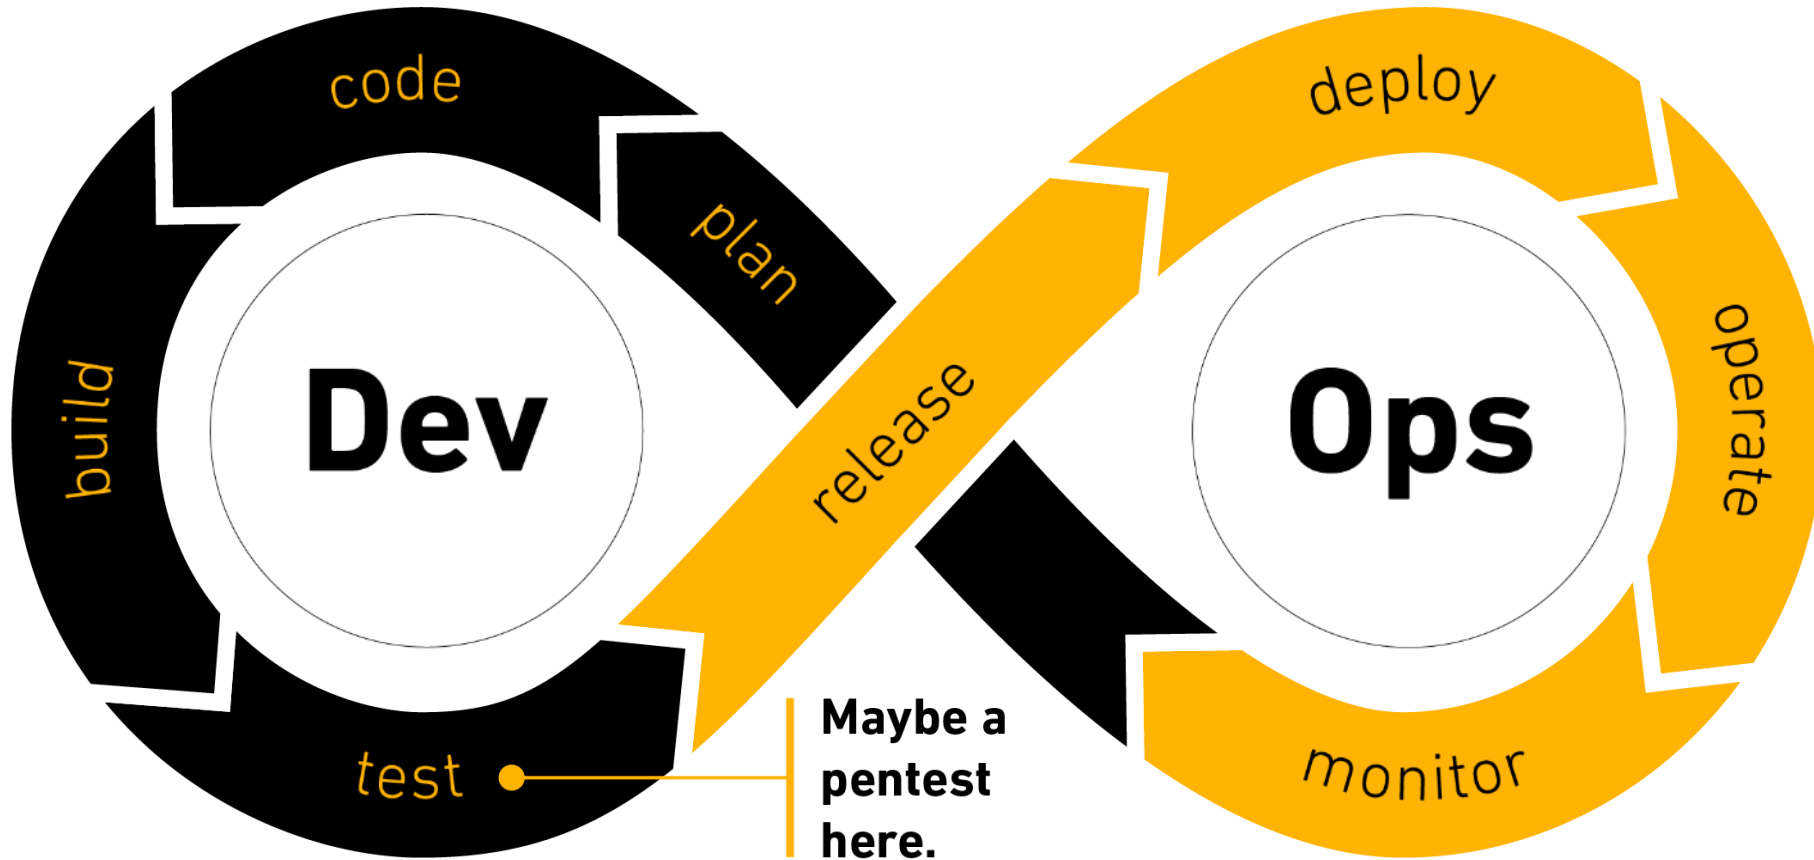 code
deploy
plan
build
Dev
release
Ops
operate
test
Maybe a
pentest
here.
monitor